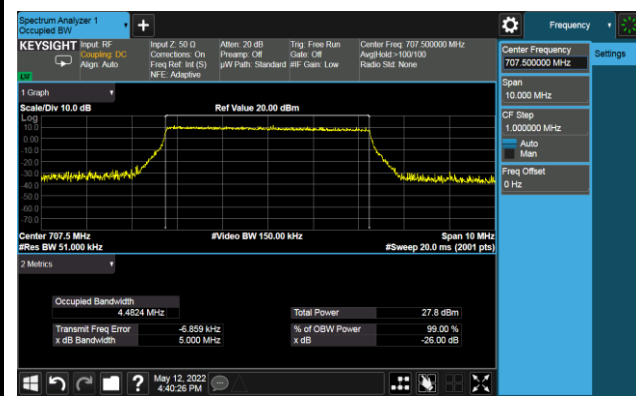 Spectrum Analyzer 1
Occupied BW
Frequency
KEYSIGHT
Input: RF
Coupling: DC
Align: Auto
Input Z: 50 Ω
Corrections: On
Freq Ref: Int (S)
NFE: Adaptive
Atten: 20 dB
Preamp: Off
µW Path: Standard
Trig: Free Run
Gate: Off
#IF Gain: Low
Center Freq: 707.500000 MHz
Avg|Hold:>100/100
Radio Std: None
1 Graph
Scale/Div 10.0 dB
Ref Value 20.00 dBm
Log
10.0
0.00
-10.0
-20.0
-30.0
-40.0
-50.0
-60.0
-70.0
Center 707.5 MHz
#Video BW 150.00 kHz
Span 10 MHz
#Res BW 51.000 kHz
#Sweep 20.0 ms (2001 pts)
2 Metrics
Occupied Bandwidth
4.4824 MHz
Total Power
27.8 dBm
Transmit Freq Error
-6.859 kHz
% of OBW Power
99.00 %
x dB Bandwidth
5.000 MHz
x dB
-26.00 dB
May 12, 2022
4:40:26 PM
Center Frequency
707.500000 MHz
Settings
Span
10.000 MHz
CF Step
1.000000 MHz
Auto
Man
Freq Offset
0 Hz